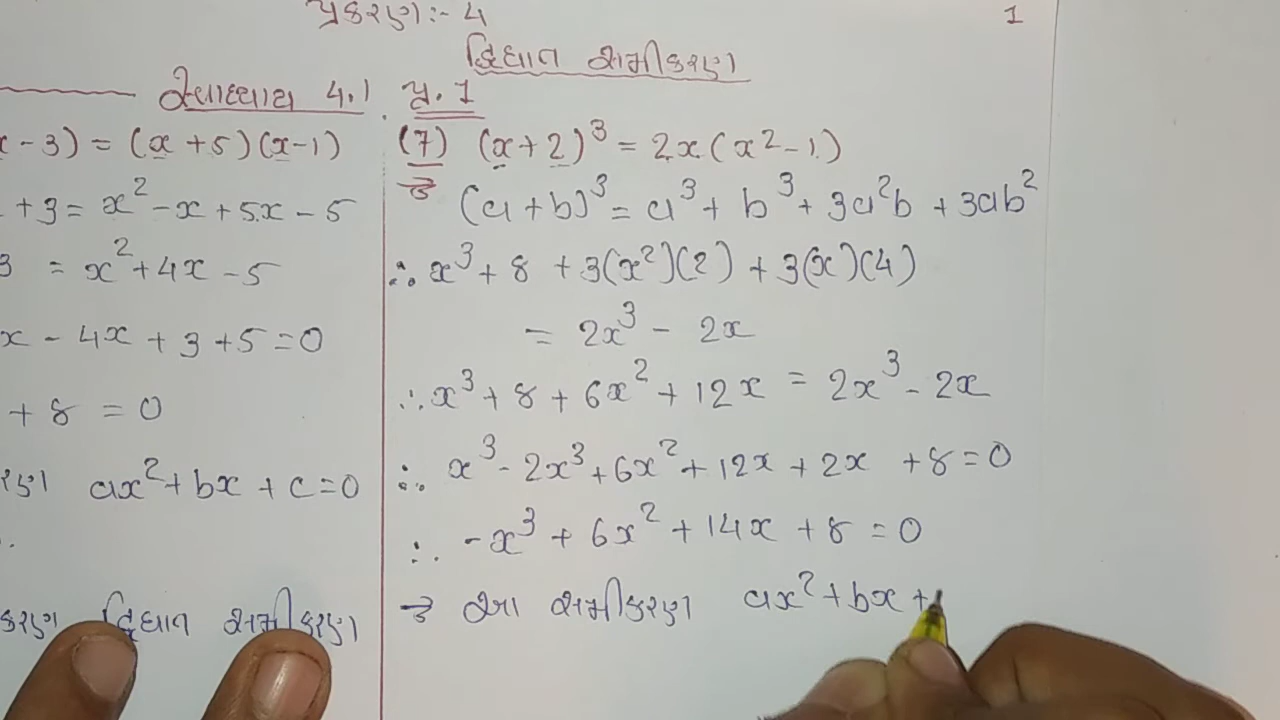 પ્રકરણ:- 4
1
દ્વિઘાત સમીકરણ
સ્વાધ્યાય 4.1 પ્ર. 1
x - 3) = (x + 5)(x - 1)
+ 3 = x² - x + 5x - 5
3 = x² + 4x - 5
x - 4x + 3 + 5 = 0
+ 8 = 0
રણ ax² + bx + c = 0
કરણ દ્વિઘાત સમીકરણ
(7) (x + 2)³ = 2x(x² - 1)
→ (a + b)³ = a³ + b³ + 3a²b + 3ab²
∴ x³ + 8 + 3(x²)(2) + 3(x)(4)
= 2x³ - 2x
∴ x³ + 8 + 6x² + 12x = 2x³ - 2x
∴ x³ - 2x³ + 6x² + 12x + 2x + 8 = 0
∴ -x³ + 6x² + 14x + 8 = 0
→ આ સમીકરણ ax² + bx +